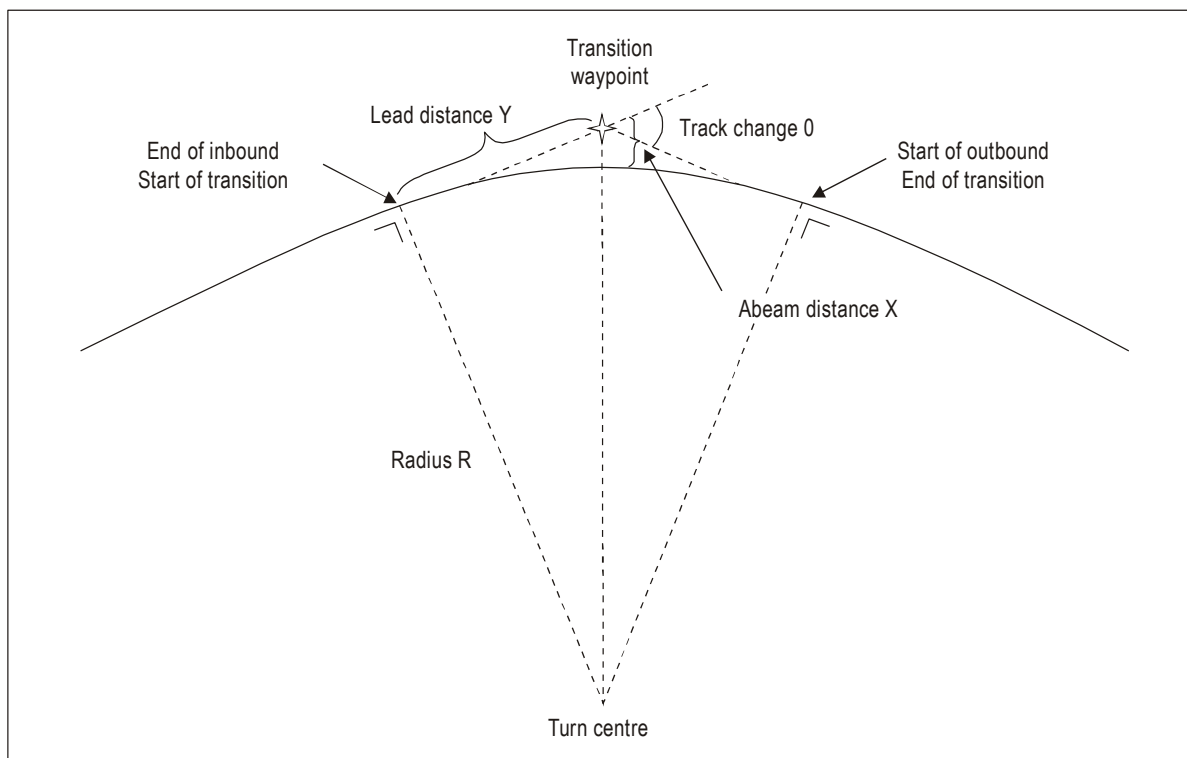 Transition
waypoint
Lead distance Y
Track change 0
End of inbound
Start of transition
Start of outbound
End of transition
Abeam distance X
Radius R
Turn centre